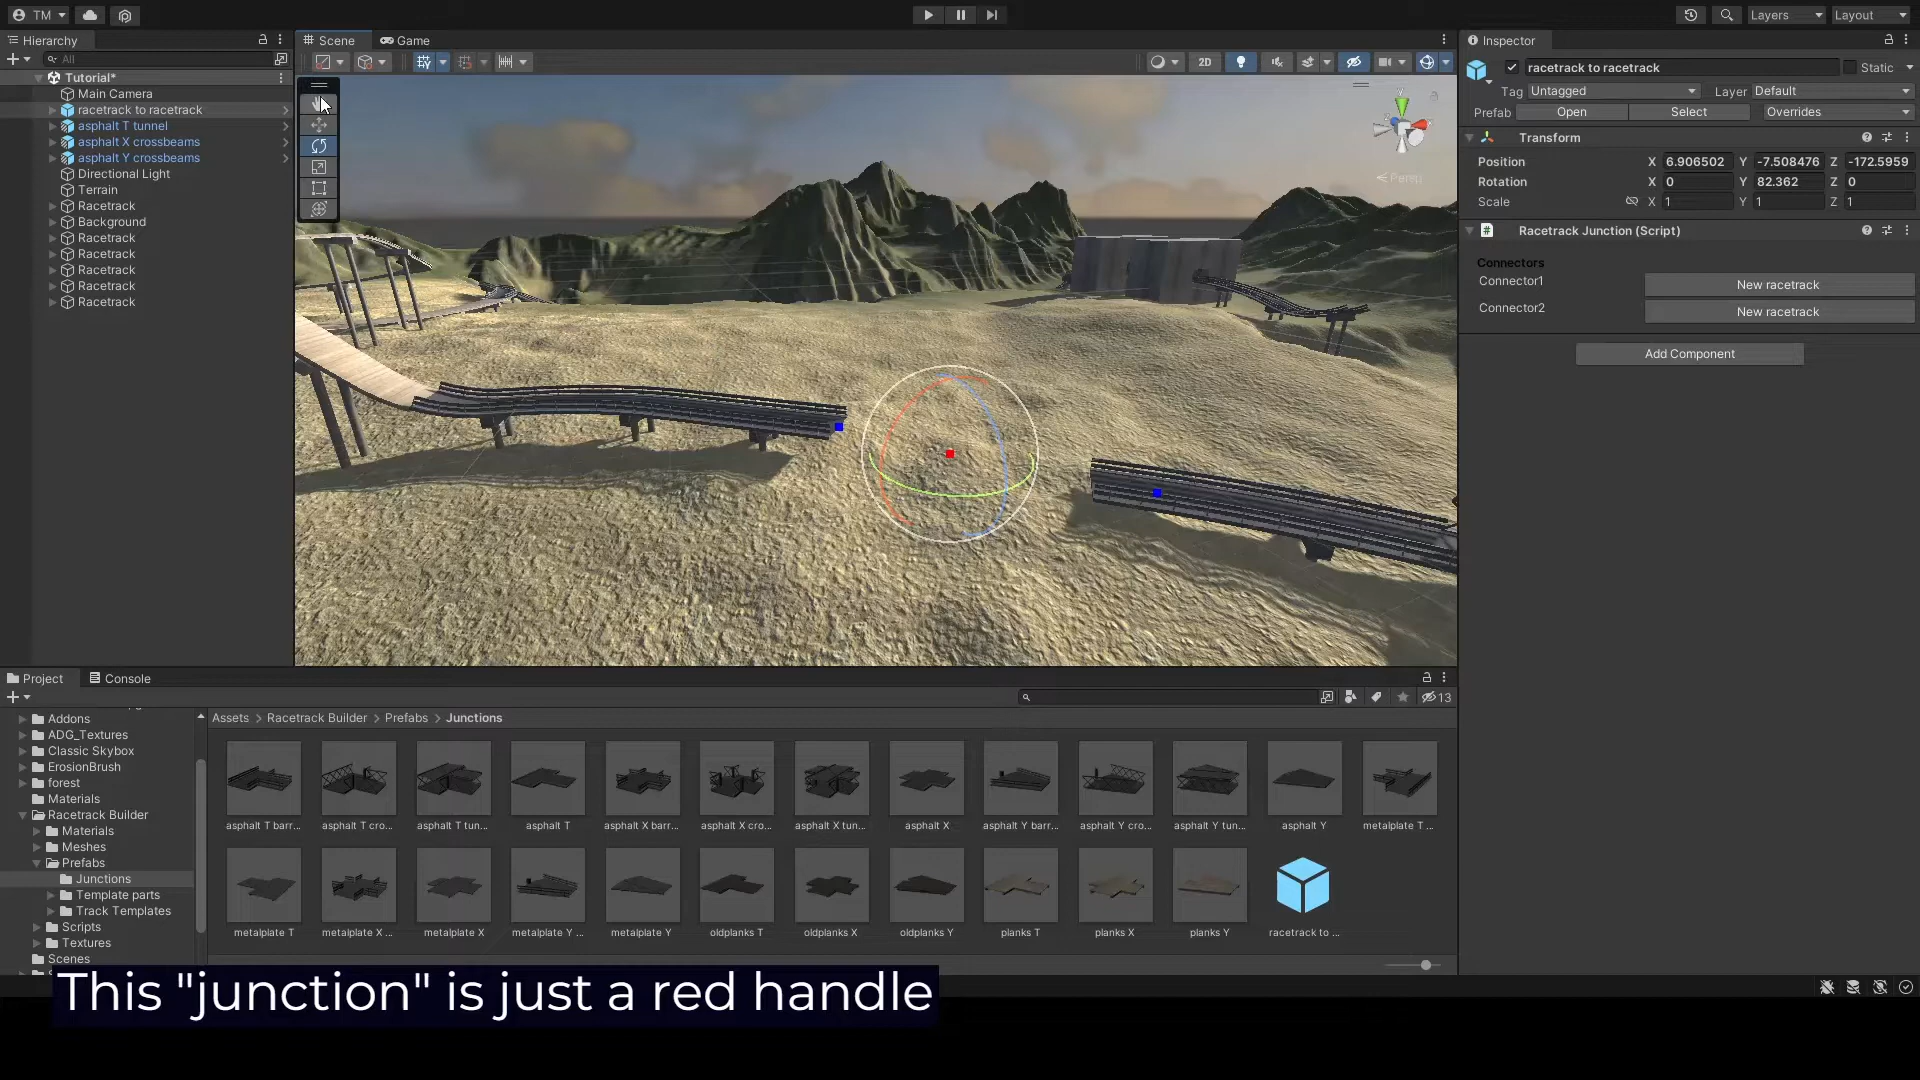 TM
Layers
Layout
Hierarchy
All
Tutorial*
Main Camera
racetrack to racetrack
asphalt T tunnel
asphalt X crossbeams
asphalt Y crossbeams
Directional Light
Terrain
Racetrack
Background
Racetrack
Racetrack
Racetrack
Racetrack
Racetrack
Scene
Game
2D
Y
Persp
Inspector
racetrack to racetrack
Static
Tag Untagged
Layer Default
Prefab Open Select Overrides
Transform
Position X 6.906502 Y -7.508476 Z -172.5959
Rotation X 0 Y 82.362 Z 0
Scale X 1 Y 1 Z 1
Racetrack Junction (Script)
Connectors
Connector1 New racetrack
Connector2 New racetrack
Add Component
Project
Console
13
Addons
ADG_Textures
Classic Skybox
ErosionBrush
forest
Materials
Racetrack Builder
Materials
Meshes
Prefabs
Junctions
Template parts
Track Templates
Scripts
Textures
Scenes
Assets > Racetrack Builder > Prefabs > Junctions
asphalt T barr...
asphalt T cro...
asphalt T tun...
asphalt T
asphalt X barr...
asphalt X cro...
asphalt X tun...
asphalt X
asphalt Y barr...
asphalt Y cro...
asphalt Y tun...
asphalt Y
metalplate T ...
metalplate T
metalplate X ...
metalplate X
metalplate Y ...
metalplate Y
oldplanks T
oldplanks X
oldplanks Y
planks T
planks X
planks Y
racetrack to ...
This "junction" is just a red handle